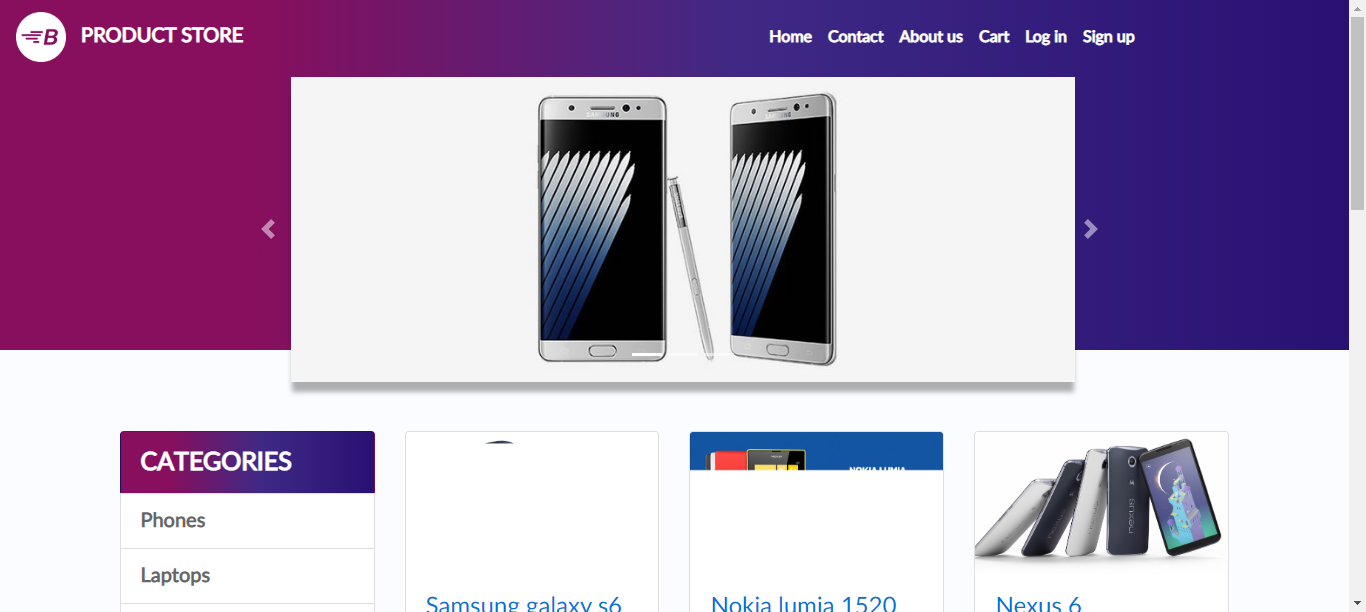 B PRODUCT STORE
Home Contact About us Cart Log in Sign up
SAMSUNG SAMSUNG
CATEGORIES
Phones
Laptops
NOKIA LUMIA
nexus
Samsung galaxy s6
Nokia lumia 1520
Nexus 6